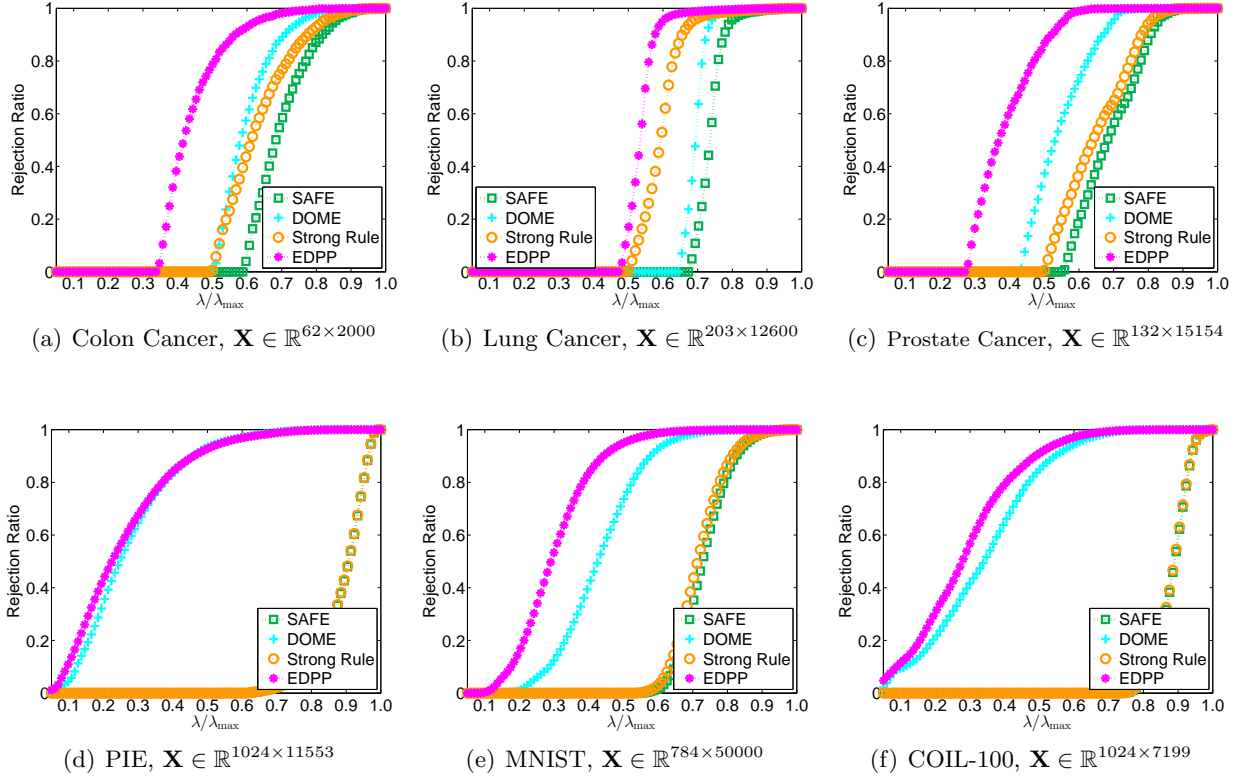 Rejection Ratio
1
0.8
0.6
0.4
0.2
0
0.1 0.2 0.3 0.4 0.5 0.6 0.7 0.8 0.9 1.0
λ/λmax
SAFE
DOME
Strong Rule
EDPP
(a) Colon Cancer, X ∈ ℝ^{62×2000}
Rejection Ratio
1
0.8
0.6
0.4
0.2
0
0.1 0.2 0.3 0.4 0.5 0.6 0.7 0.8 0.9 1.0
λ/λmax
SAFE
DOME
Strong Rule
EDPP
(b) Lung Cancer, X ∈ ℝ^{203×12600}
Rejection Ratio
1
0.8
0.6
0.4
0.2
0
0.1 0.2 0.3 0.4 0.5 0.6 0.7 0.8 0.9 1.0
λ/λmax
SAFE
DOME
Strong Rule
EDPP
(c) Prostate Cancer, X ∈ ℝ^{132×15154}
Rejection Ratio
1
0.8
0.6
0.4
0.2
0
0.1 0.2 0.3 0.4 0.5 0.6 0.7 0.8 0.9 1.0
λ/λmax
SAFE
DOME
Strong Rule
EDPP
(d) PIE, X ∈ ℝ^{1024×11553}
Rejection Ratio
1
0.8
0.6
0.4
0.2
0
0.1 0.2 0.3 0.4 0.5 0.6 0.7 0.8 0.9 1.0
λ/λmax
SAFE
DOME
Strong Rule
EDPP
(e) MNIST, X ∈ ℝ^{784×50000}
Rejection Ratio
1
0.8
0.6
0.4
0.2
0
0.1 0.2 0.3 0.4 0.5 0.6 0.7 0.8 0.9 1.0
λ/λmax
SAFE
DOME
Strong Rule
EDPP
(f) COIL-100, X ∈ ℝ^{1024×7199}